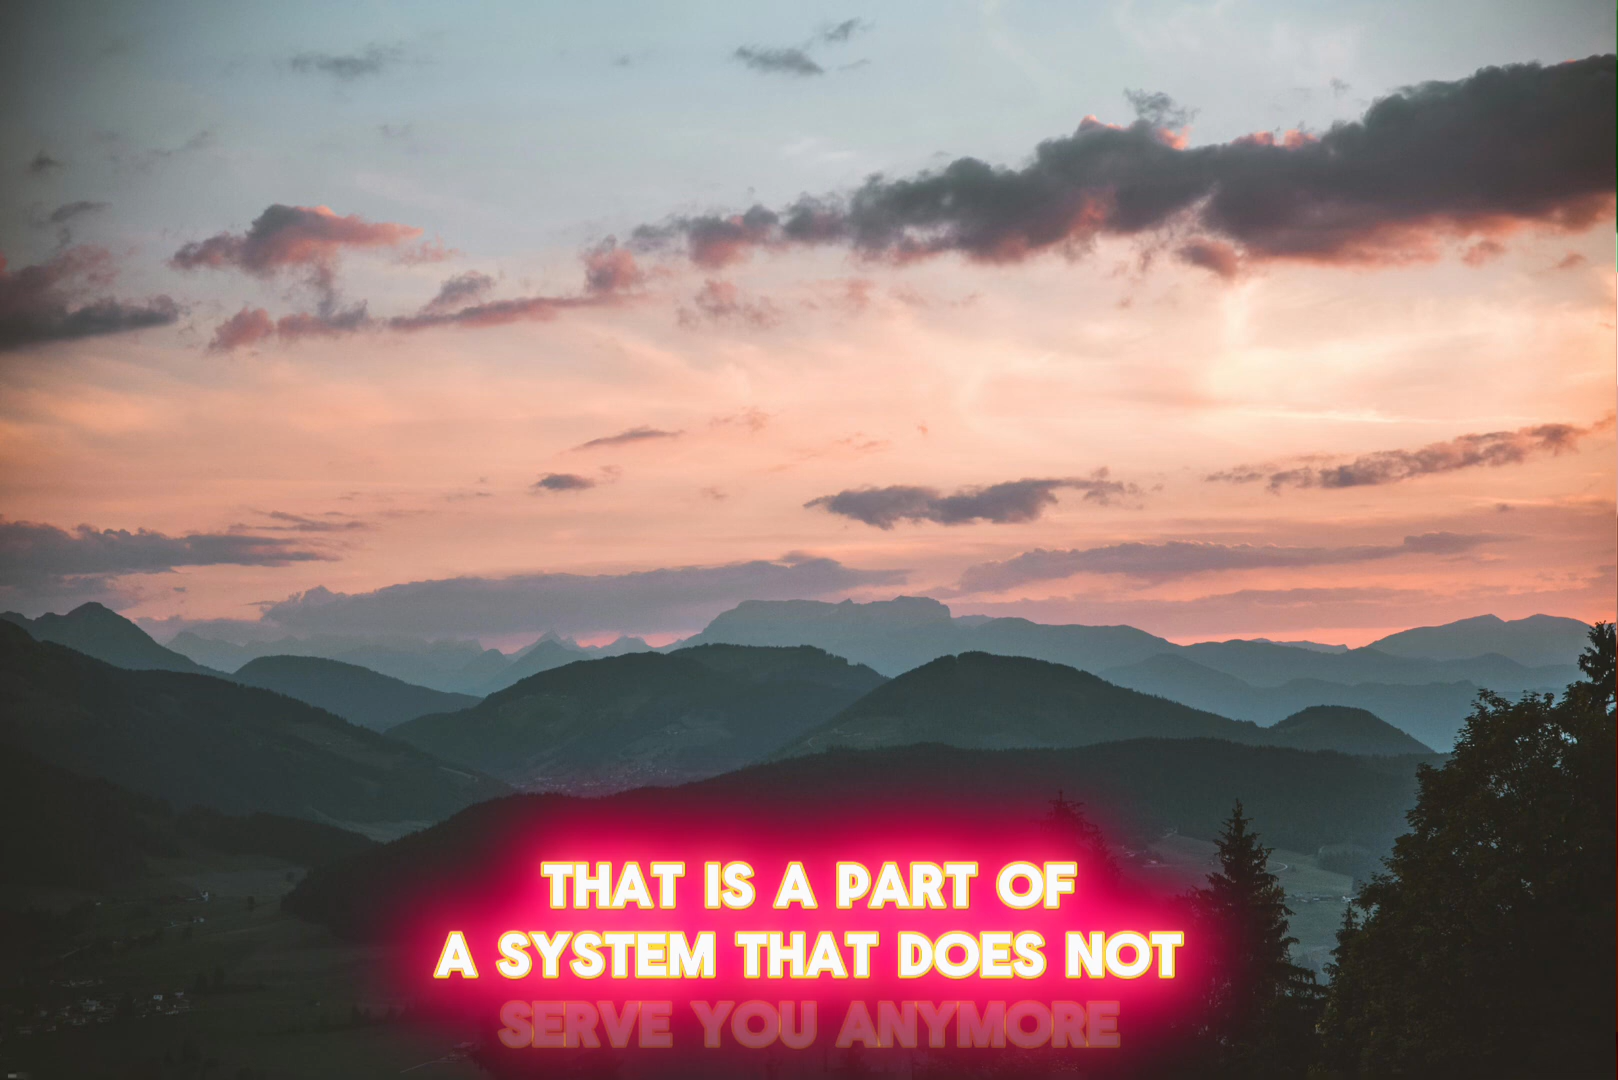 THAT IS A PART OF
A SYSTEM THAT DOES NOT
SERVE YOU ANYMORE